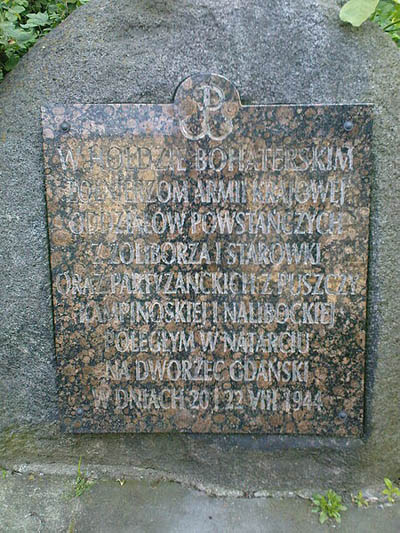 W HOŁDZIE BOHATERSKIM
ŻOŁNIERZOM ARMII KRAJOWEJ
ODDZIAŁÓW POWSTAŃCZYCH
Z ŻOLIBORZA I STARÓWKI
ORAZ PARTYZANCKICH Z PUSZCZY
KAMPINOSKIEJ I NALIBOCKIEJ
POLEGŁYM W NATARCIU
NA DWORZEC GDAŃSKI
W DNIACH 20 I 22 VIII 1944